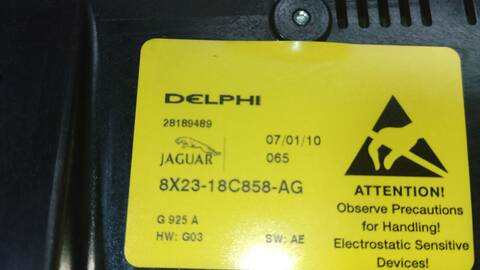 DELPHI
28189489
JAGUAR
07/01/10
065
8X23-18C858-AG
G 925 A
HW: G03
SW: AE
ATTENTION!
Observe Precautions
for Handling!
Electrostatic Sensitive
Devices!